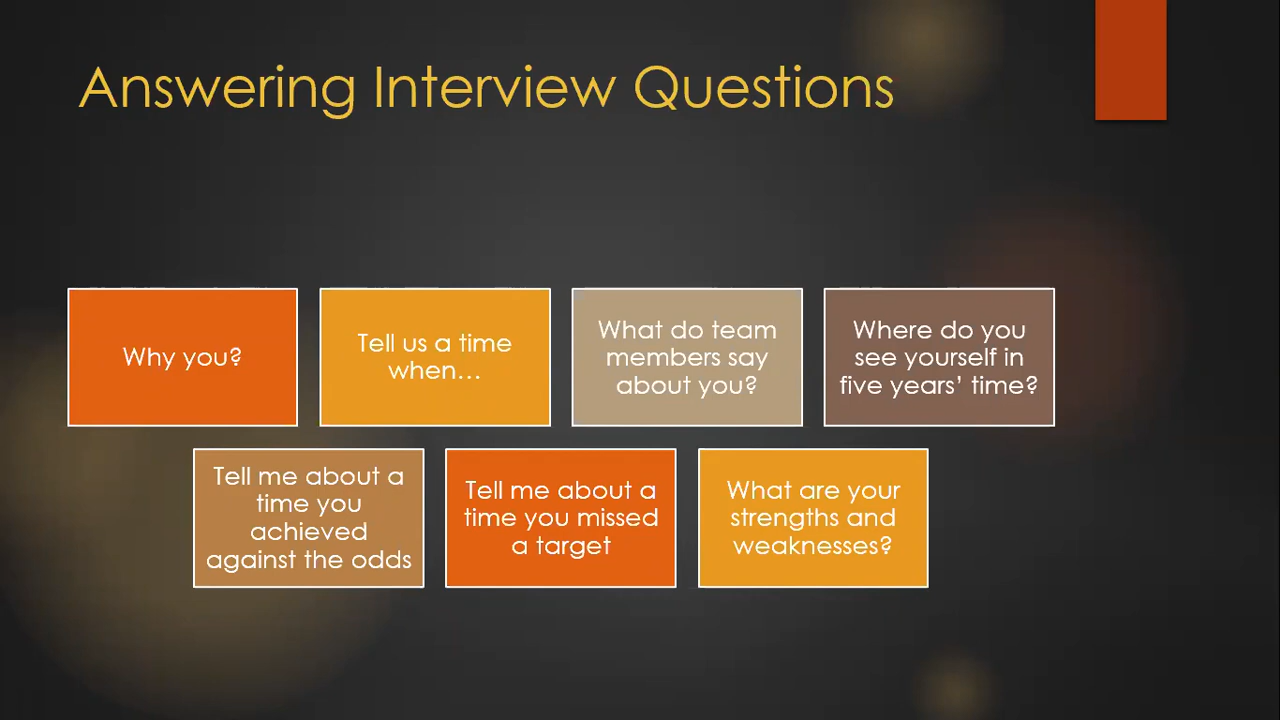 Answering Interview Questions
Why you?
Tell us a time
when...
What do team
members say
about you?
Where do you
see yourself in
five years’ time?
Tell me about a
time you
achieved
against the odds
Tell me about a
time you missed
a target
What are your
strengths and
weaknesses?